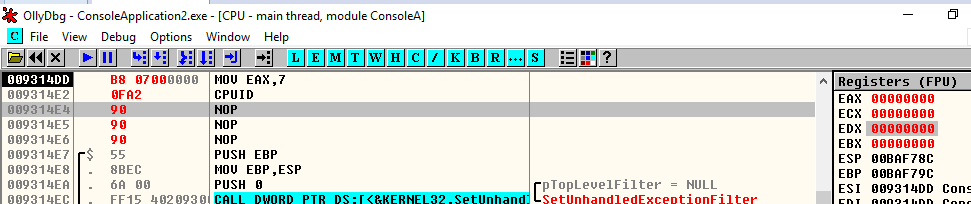 OllyDbg - ConsoleApplication2.exe - [CPU - main thread, module ConsoleA]
C File View Debug Options Window Help
L E M T W H C / K B R ... S ?
009314DD B8 07000000 MOV EAX,7
009314E2 0FA2 CPUID
009314E4 90 NOP
009314E5 90 NOP
009314E6 90 NOP
009314E7 $ 55 PUSH EBP
009314E8 . 8BEC MOV EBP,ESP
009314EA . 6A 00 PUSH 0 pTopLevelFilter = NULL
009314EC . FF15 40209300 CALL DWORD PTR DS:[<&KERNEL32.SetUnhand SetUnhandledExceptionFilter
Registers (FPU)
EAX 00000000
ECX 00000000
EDX 00000000
EBX 00000000
ESP 00BAF78C
EBP 00BAF79C
ESI 009314DD Cons
EDI 009314DD Cons